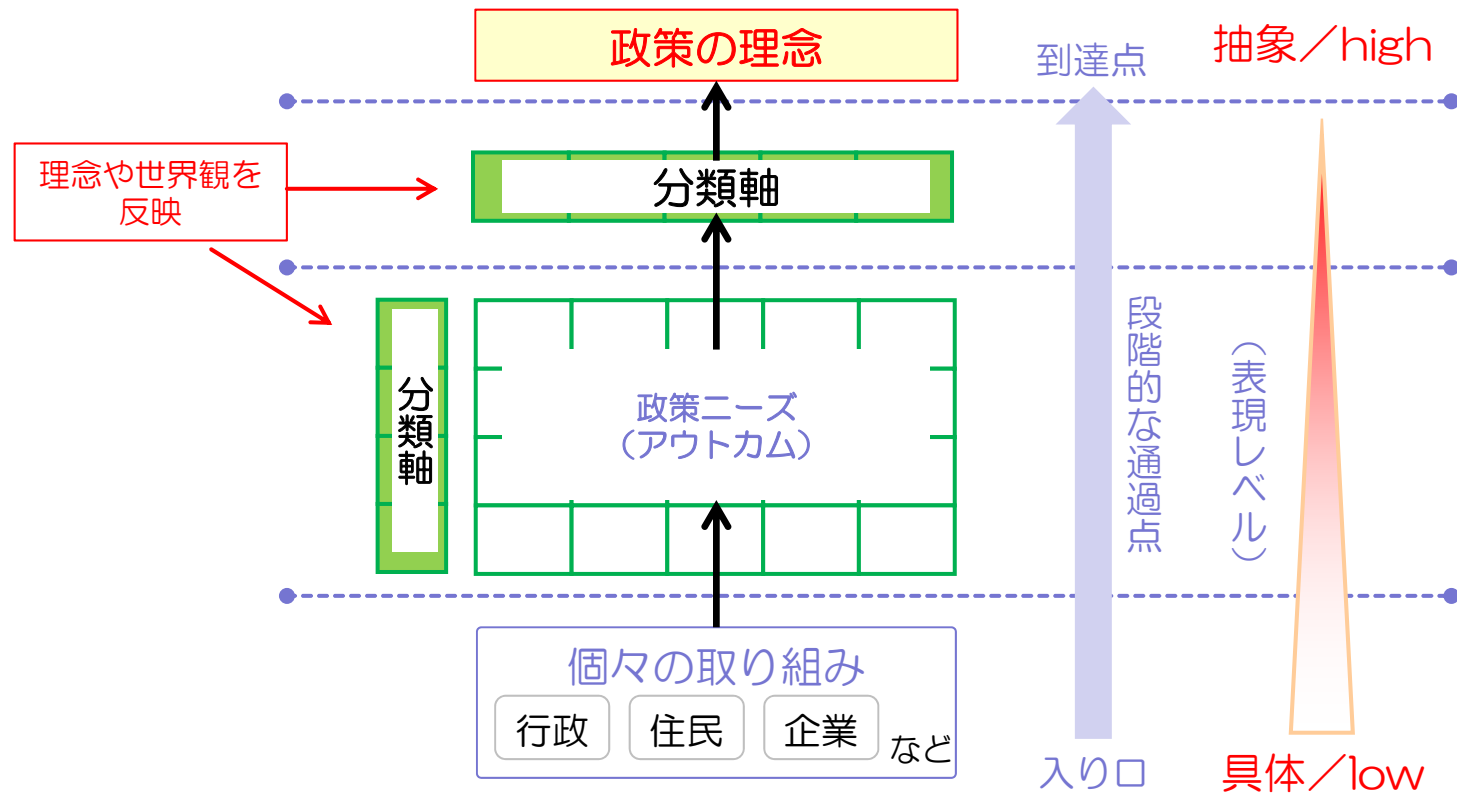 政策の理念
到達点
抽象／high
理念や世界観を
反映
分類軸
分類軸
政策ニーズ
（アウトカム）
段階的な通過点
（表現レベル）
個々の取り組み
行政
住民
企業
など
入り口
具体／low